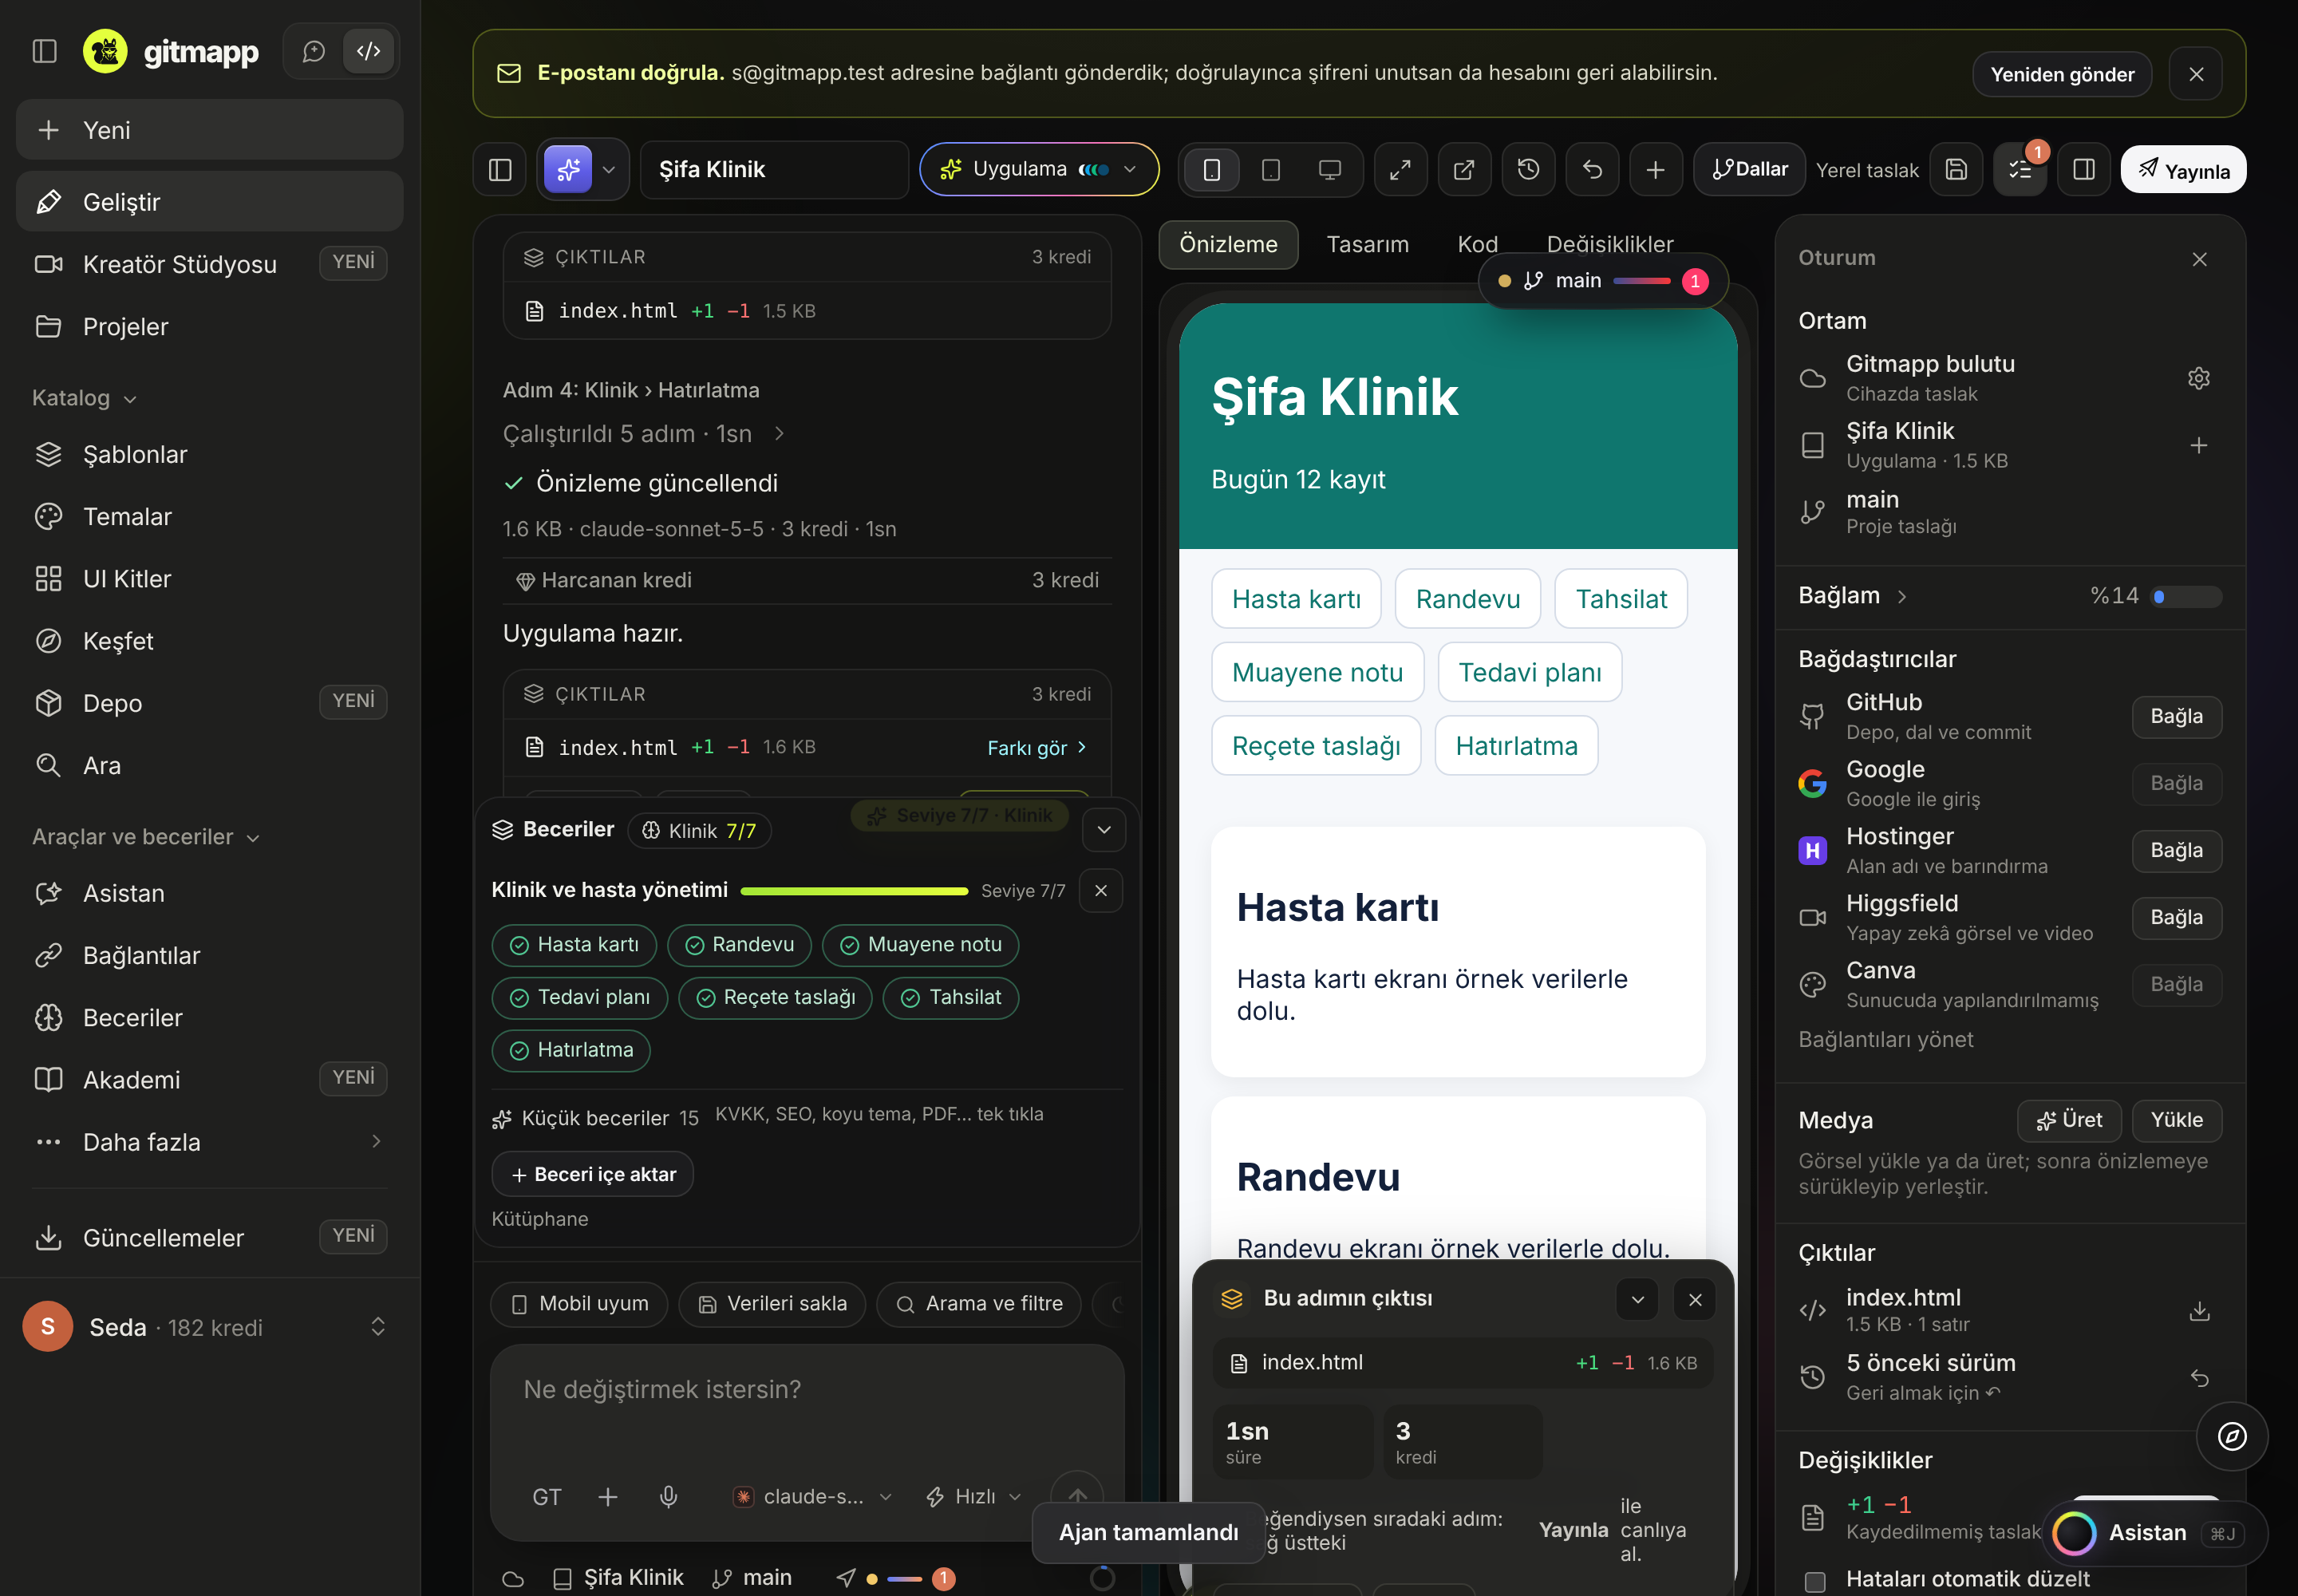 gitmapp
Yeni
Geliştir
Kreatör Stüdyosu YENİ
Projeler
Katalog
Şablonlar
Temalar
UI Kitler
Keşfet
Depo YENİ
Ara
Araçlar ve beceriler
Asistan
Bağlantılar
Beceriler
Akademi YENİ
Daha fazla
Güncellemeler YENİ
S Seda · 182 kredi
E-postanı doğrula. s@gitmapp.test adresine bağlantı gönderdik; doğrulayınca şifreni unutsan da hesabını geri alabilirsin. Yeniden gönder
Şifa Klinik Uygulama Dallar Yerel taslak 1 Yayınla
ÇIKTILAR 3 kredi
index.html +1 −1 1.5 KB
Adım 4: Klinik › Hatırlatma
Çalıştırıldı 5 adım · 1sn
Önizleme güncellendi
1.6 KB · claude-sonnet-5-5 · 3 kredi · 1sn
Harcanan kredi 3 kredi
Uygulama hazır.
ÇIKTILAR 3 kredi
index.html +1 −1 1.6 KB Farkı gör
Beceriler Klinik 7/7 Seviye 7/7 · Klinik
Klinik ve hasta yönetimi Seviye 7/7
Hasta kartı Randevu Muayene notu
Tedavi planı Reçete taslağı Tahsilat
Hatırlatma
Küçük beceriler 15 KVKK, SEO, koyu tema, PDF... tek tıkla
Beceri içe aktar
Kütüphane
Mobil uyum Verileri sakla Arama ve filtre
Ne değiştirmek istersin?
GT claude-s... Hızlı
Şifa Klinik main 1
Ajan tamamlandı
Önizleme Tasarım Kod Değişiklikler
main 1
Şifa Klinik
Bugün 12 kayıt
Hasta kartı Randevu Tahsilat
Muayene notu Tedavi planı
Reçete taslağı Hatırlatma
Hasta kartı
Hasta kartı ekranı örnek verilerle
dolu.
Randevu
Randevu ekranı örnek verilerle dolu.
Bu adımın çıktısı
index.html +1 −1 1.6 KB
1sn 3
süre kredi
sıradaki adım: Yayınla ile
üstteki canlıya
al.
Oturum
Ortam
Gitmapp bulutu
Cihazda taslak
Şifa Klinik
Uygulama · 1.5 KB
main
Proje taslağı
Bağlam %14
Bağdaştırıcılar
GitHub Bağla
Depo, dal ve commit
Google Bağla
Google ile giriş
H Hostinger Bağla
Alan adı ve barındırma
Higgsfield Bağla
Yapay zekâ görsel ve video
Canva Bağla
Sunucuda yapılandırılmamış
Bağlantıları yönet
Medya Üret Yükle
Görsel yükle ya da üret; sonra önizlemeye
sürükleyip yerleştir.
Çıktılar
index.html
1.5 KB · 1 satır
5 önceki sürüm
Geri almak için ↶
Değişiklikler
+1 −1
Kaydedilmemiş taslak
Asistan ⌘J
Hataları otomatik düzelt